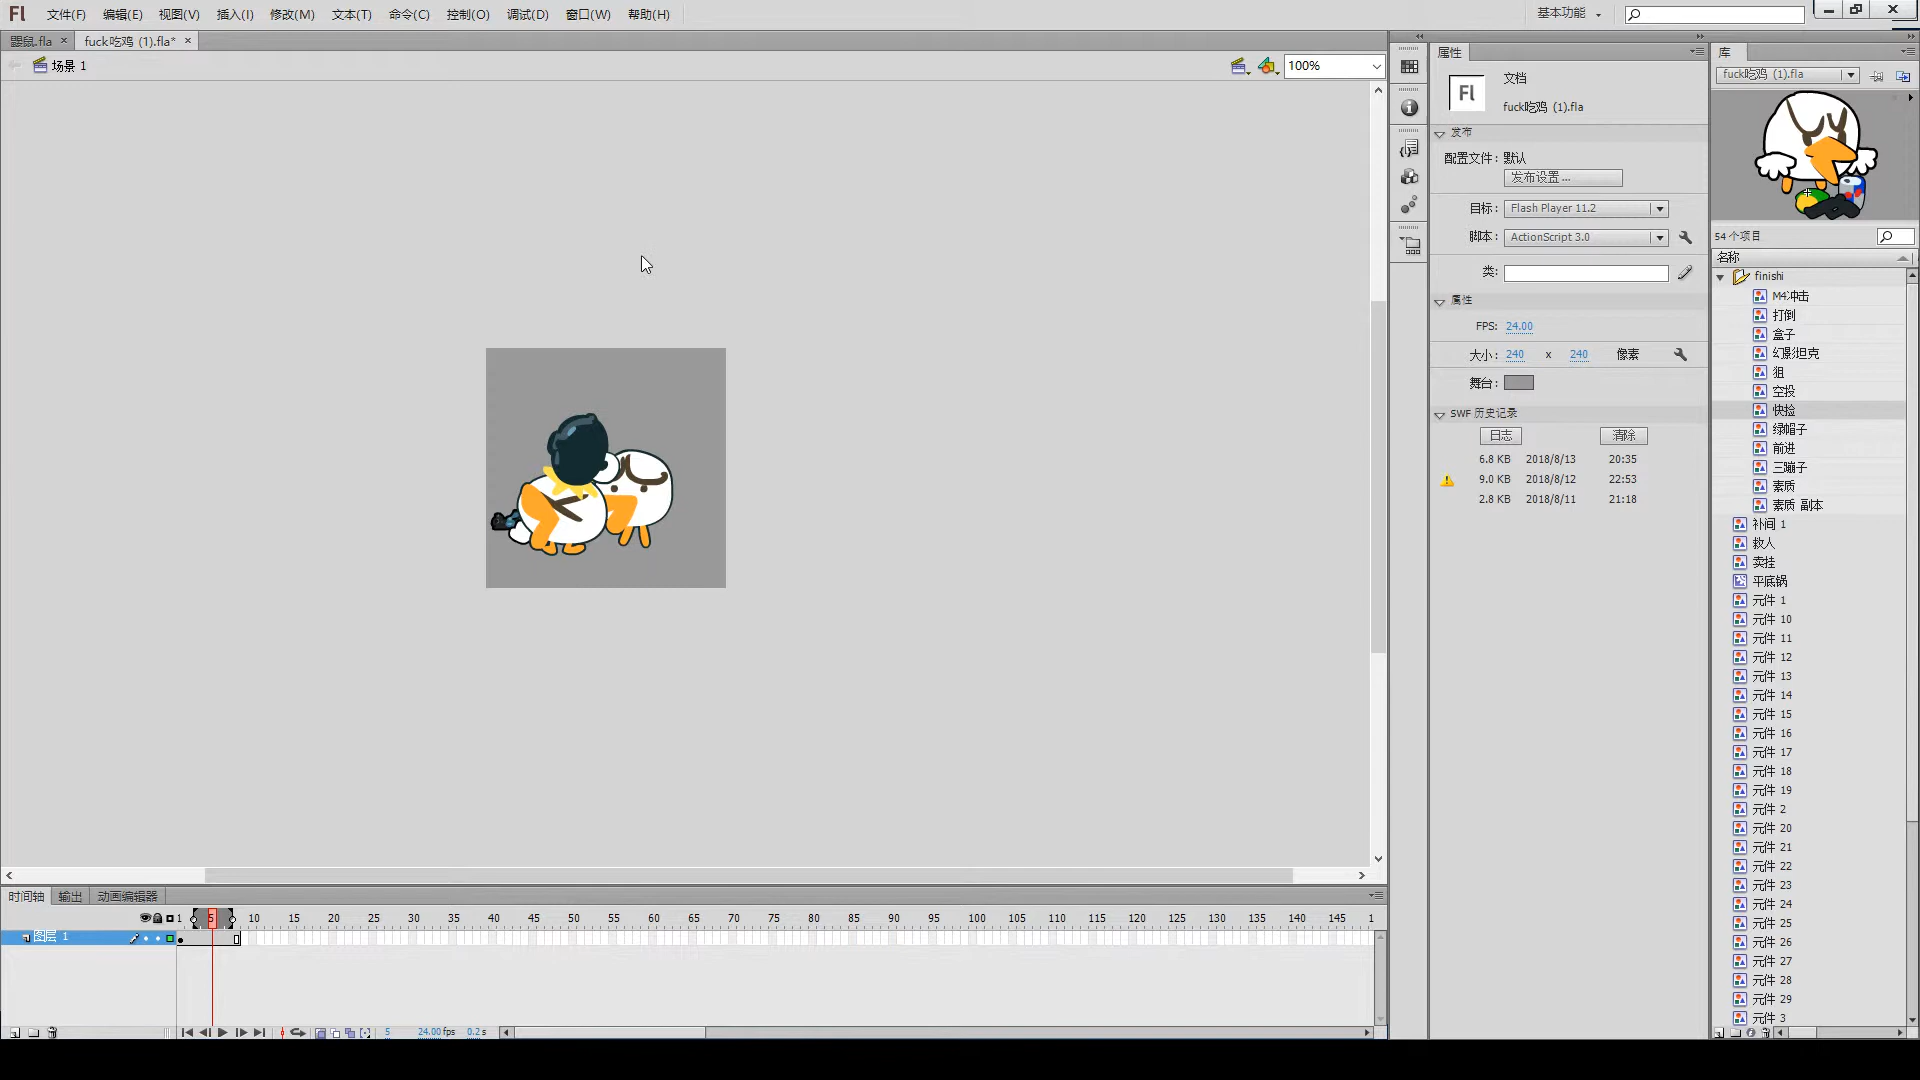 Fl 文件(F) 编辑(E) 视图(V) 插入(I) 修改(M) 文本(T) 命令(C) 控制(O) 调试(D) 窗口(W) 帮助(H) 基本功能
鼹鼠.fla × fuck吃鸡 (1).fla* ×
场景 1 100%
属性
Fl
文档
fuck吃鸡 (1).fla
发布
配置文件: 默认
发布设置...
目标: Flash Player 11.2
脚本: ActionScript 3.0
类:
属性
FPS: 24.00
大小: 240 x 240 像素
舞台:
SWF 历史记录
日志 清除
6.8 KB 2018/8/13 20:35
9.0 KB 2018/8/12 22:53
2.8 KB 2018/8/11 21:18
库
fuck吃鸡 (1).fla
54 个项目
名称
finishi
M4冲击
打倒
盒子
幻影坦克
狙
空投
快捡
绿帽子
前进
三蹦子
素质
素质 副本
补间 1
救人
卖挂
平底锅
元件 1
元件 10
元件 11
元件 12
元件 13
元件 14
元件 15
元件 16
元件 17
元件 18
元件 19
元件 2
元件 20
元件 21
元件 22
元件 23
元件 24
元件 25
元件 26
元件 27
元件 28
元件 29
元件 3
时间轴 输出 动画编辑器
1 5 10 15 20 25 30 35 40 45 50 55 60 65 70 75 80 85 90 95 100 105 110 115 120 125 130 135 140 145 1
图层 1
5 24.00 fps 0.2 s